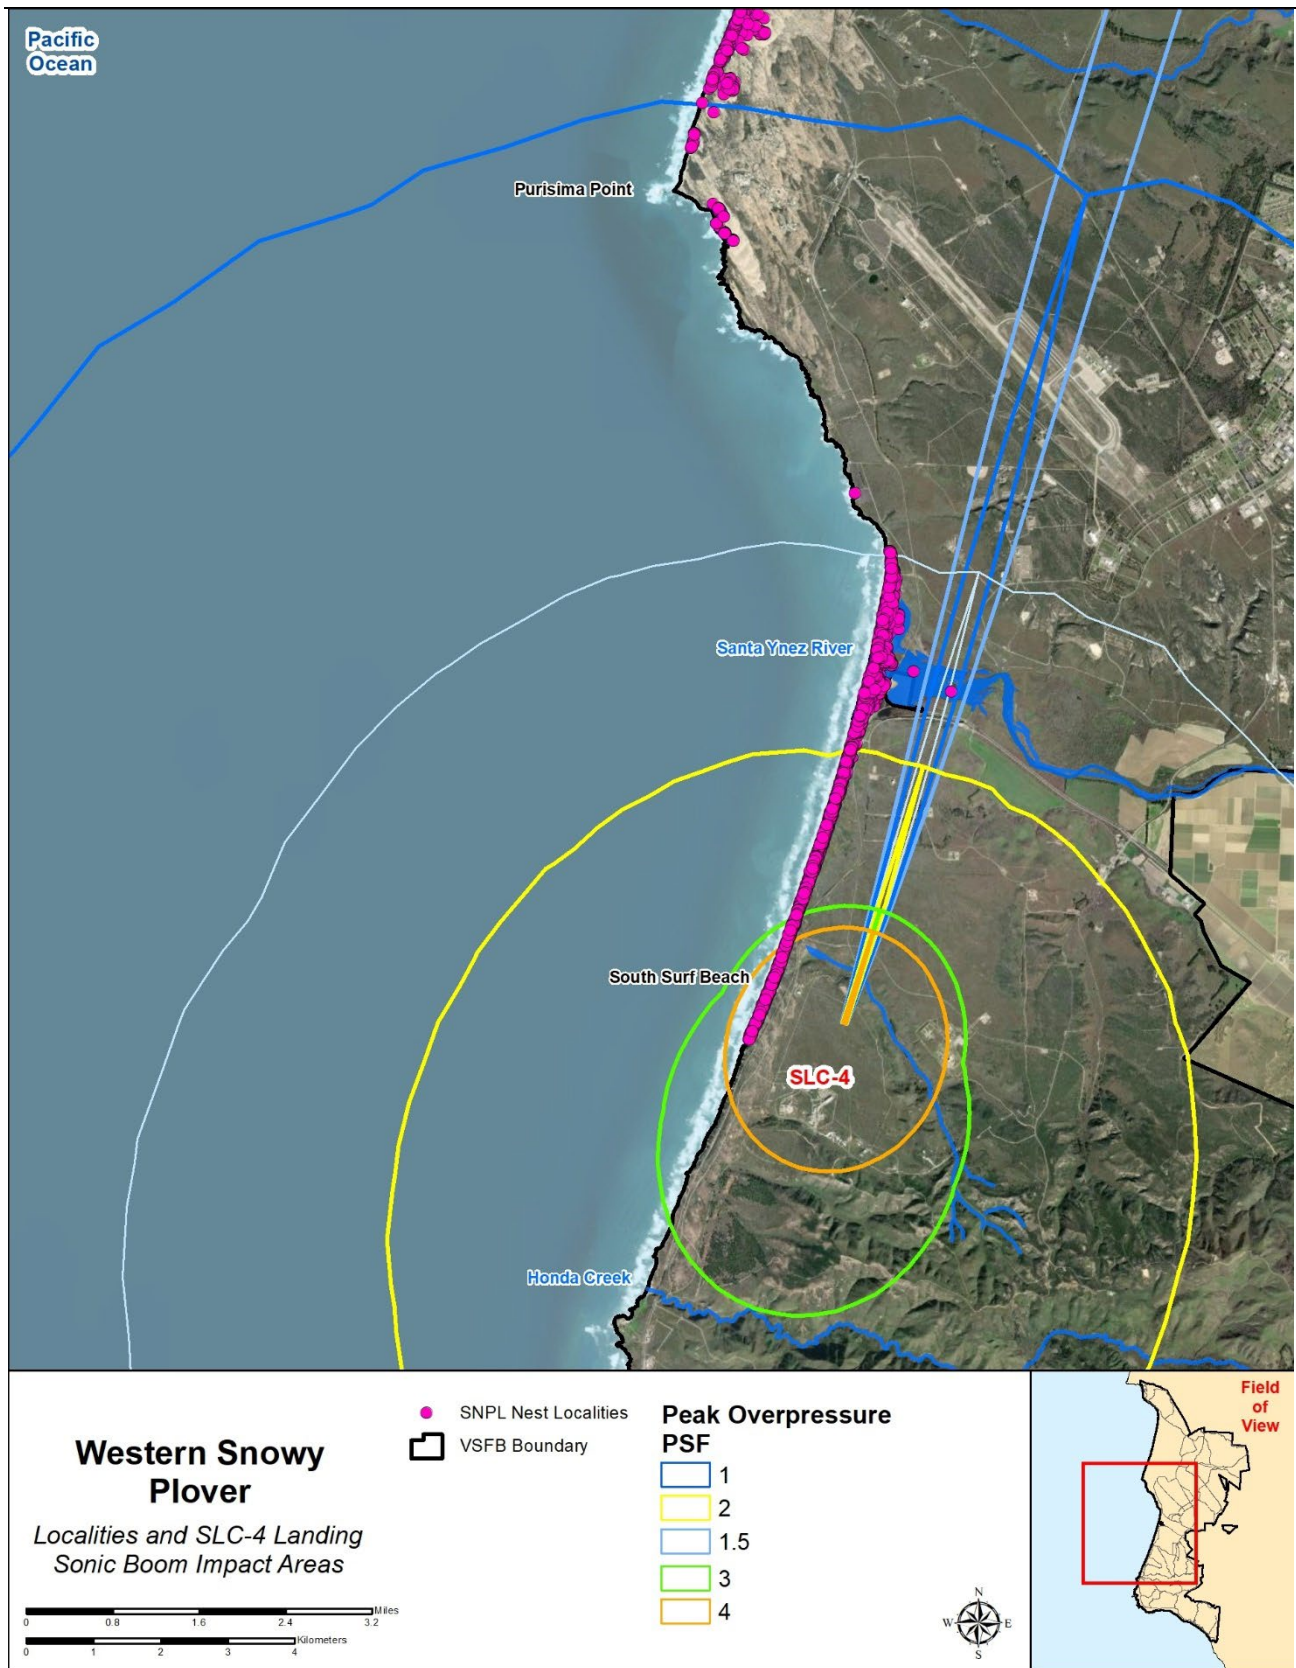 Pacific
Ocean
Purisima Point
Santa Ynez River
South Surf Beach
SLC-4
Honda Creek
Western Snowy
Plover
Localities and SLC-4 Landing
Sonic Boom Impact Areas
0 0.8 1.6 2.4 3.2 Miles
0 1 2 3 4 Kilometers
SNPL Nest Localities
VSFB Boundary
Peak Overpressure
PSF
1
2
1.5
3
4
N
W E
S
Field
of
View